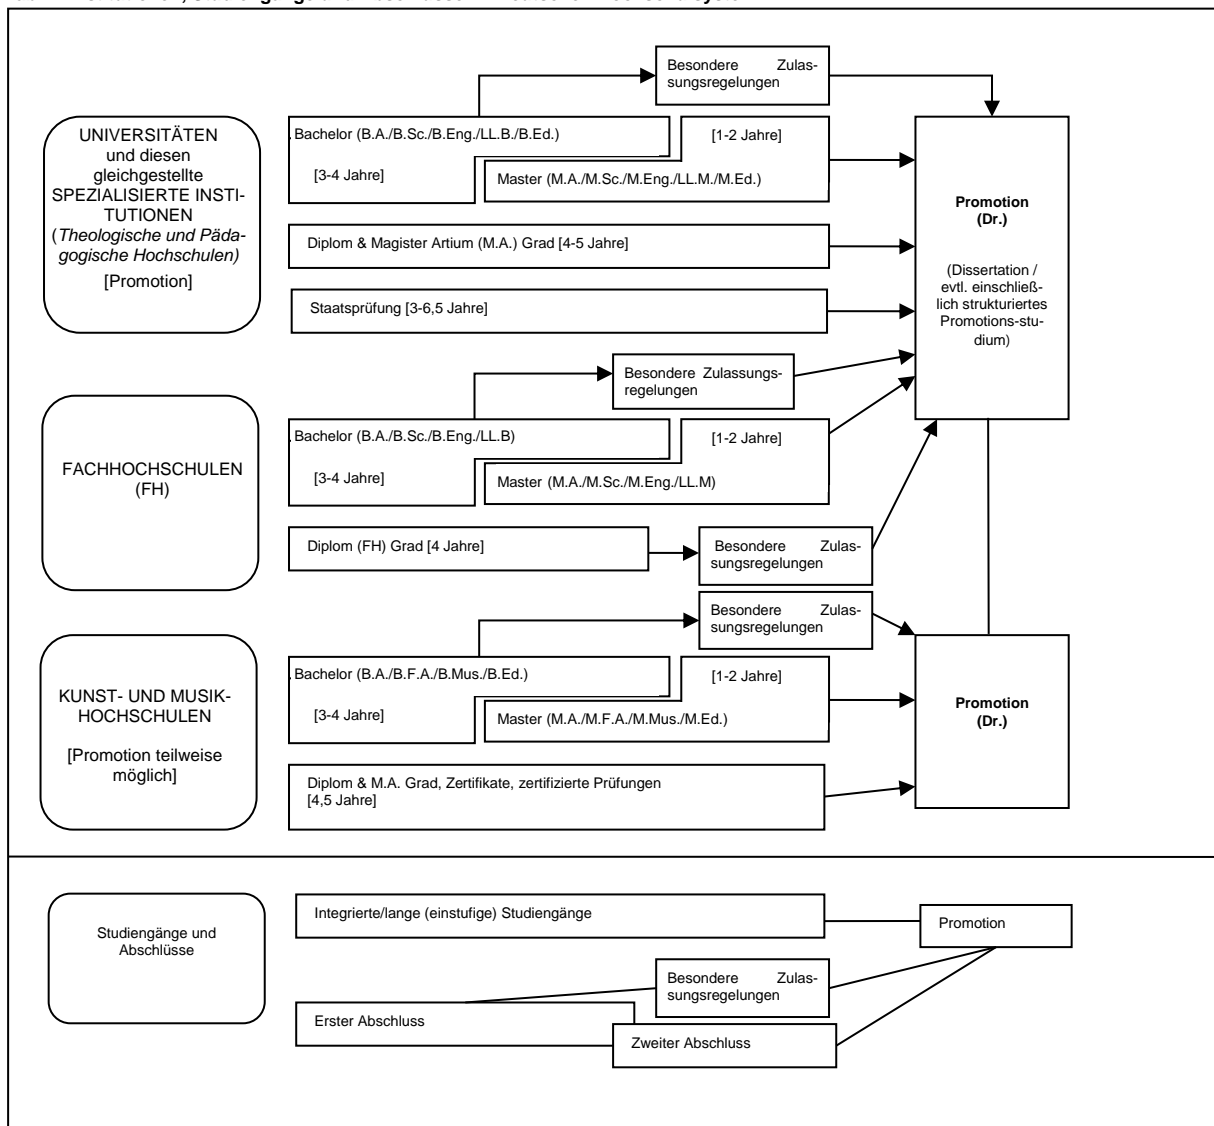 Besondere Zulas-
sungsregelungen
UNIVERSITÄTEN
und diesen
gleichgestellte
SPEZIALISIERTE INSTI-
TUTIONEN
(Theologische und Päda-
gogische Hochschulen)
[Promotion]
Bachelor (B.A./B.Sc./B.Eng./LL.B./B.Ed.)
[3-4 Jahre]
[1-2 Jahre]
Master (M.A./M.Sc./M.Eng./LL.M./M.Ed.)
Diplom & Magister Artium (M.A.) Grad [4-5 Jahre]
Staatsprüfung [3-6,5 Jahre]
Promotion
(Dr.)
(Dissertation /
evtl. einschließ-
lich strukturiertes
Promotions-stu-
dium)
Besondere Zulassungs-
regelungen
FACHHOCHSCHULEN
(FH)
Bachelor (B.A./B.Sc./B.Eng./LL.B)
[3-4 Jahre]
[1-2 Jahre]
Master (M.A./M.Sc./M.Eng./LL.M)
Diplom (FH) Grad [4 Jahre]
Besondere Zulas-
sungsregelungen
Besondere Zulas-
sungsregelungen
KUNST- UND MUSIK-
HOCHSCHULEN
[Promotion teilweise
möglich]
Bachelor (B.A./B.F.A./B.Mus./B.Ed.)
[3-4 Jahre]
[1-2 Jahre]
Master (M.A./M.F.A./M.Mus./M.Ed.)
Diplom & M.A. Grad, Zertifikate, zertifizierte Prüfungen
[4,5 Jahre]
Promotion
(Dr.)
Studiengänge und
Abschlüsse
Integrierte/lange (einstufige) Studiengänge
Promotion
Besondere Zulas-
sungsregelungen
Erster Abschluss
Zweiter Abschluss